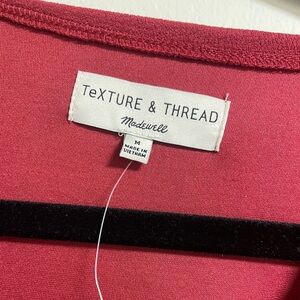 TeXTURE & THREAD
Madewell
M
MADE IN
VIETNAM